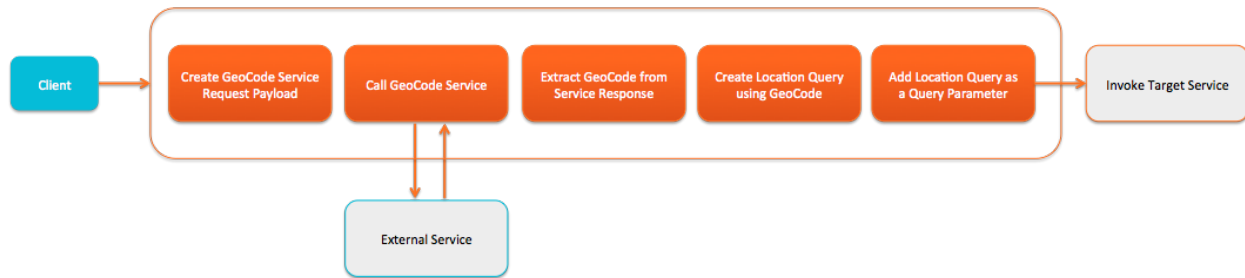 Client
Create GeoCode Service
Request Payload
Call GeoCode Service
Extract GeoCode from
Service Response
Create Location Query
using GeoCode
Add Location Query as
a Query Parameter
Invoke Target Service
External Service